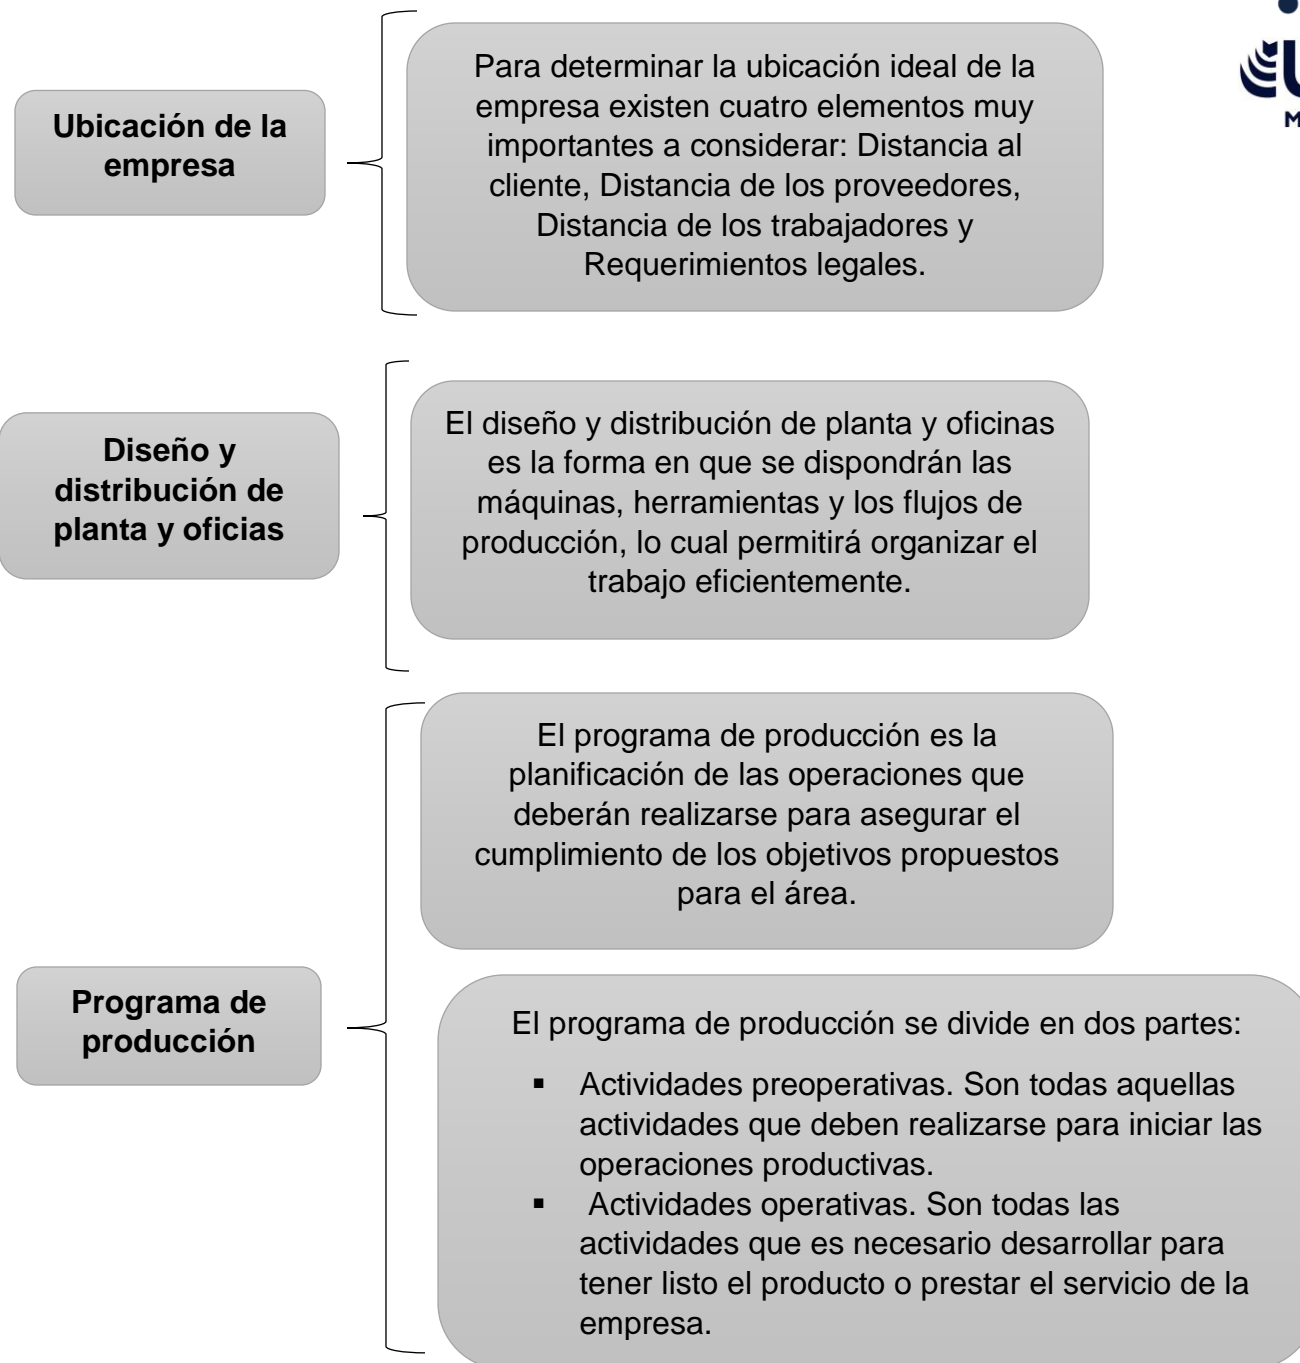 Ubicación de la
empresa
Para determinar la ubicación ideal de la
empresa existen cuatro elementos muy
importantes a considerar: Distancia al
cliente, Distancia de los proveedores,
Distancia de los trabajadores y
Requerimientos legales.
Diseño y
distribución de
planta y oficias
El diseño y distribución de planta y oficinas
es la forma en que se dispondrán las
máquinas, herramientas y los flujos de
producción, lo cual permitirá organizar el
trabajo eficientemente.
Programa de
producción
El programa de producción es la
planificación de las operaciones que
deberán realizarse para asegurar el
cumplimiento de los objetivos propuestos
para el área.
El programa de producción se divide en dos partes:
▪ Actividades preoperativas. Son todas aquellas
actividades que deben realizarse para iniciar las
operaciones productivas.
▪ Actividades operativas. Son todas las
actividades que es necesario desarrollar para
tener listo el producto o prestar el servicio de la
empresa.